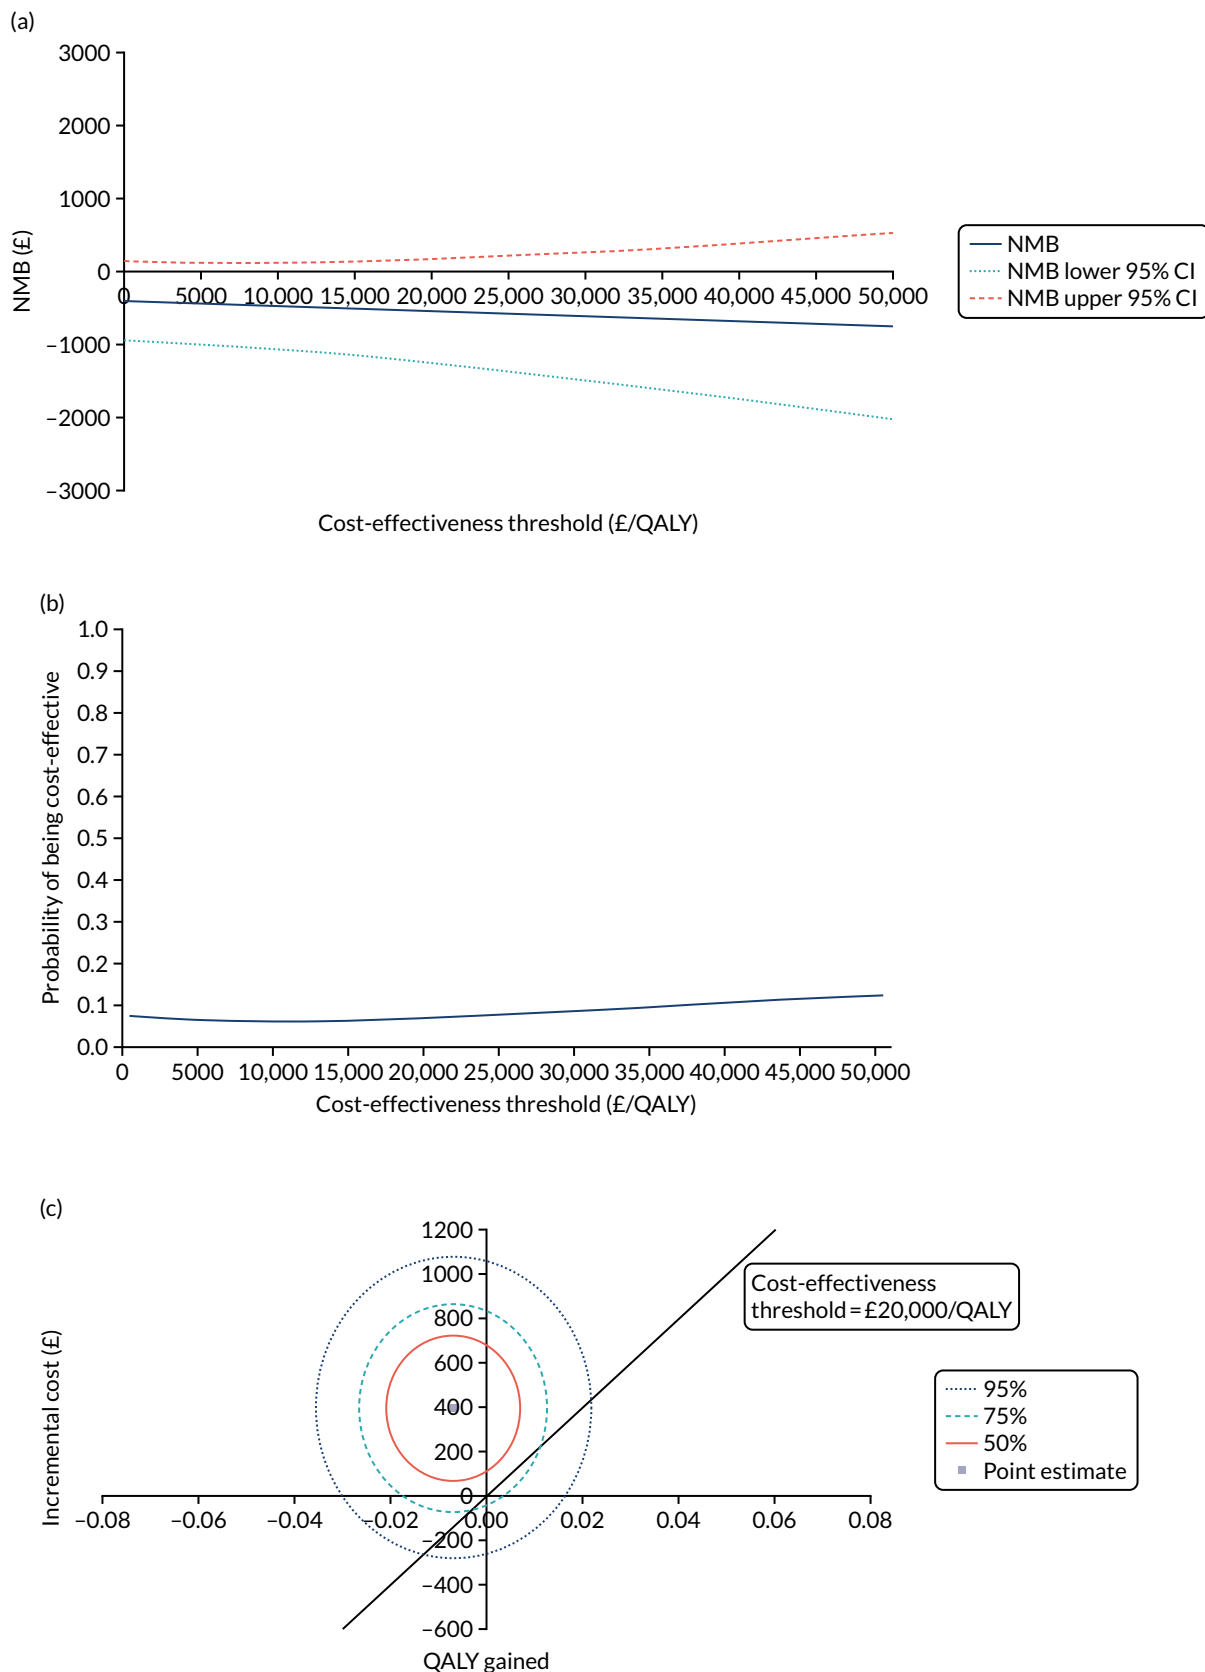 (a)
3000
2000
1000
0
–1000
–2000
–3000
NMB (£)
0 5000 10,000 15,000 20,000 25,000 30,000 35,000 40,000 45,000 50,000
Cost-effectiveness threshold (£/QALY)
NMB
NMB lower 95% CI
NMB upper 95% CI
(b)
1.0
0.9
0.8
0.7
0.6
0.5
0.4
0.3
0.2
0.1
0.0
Probability of being cost-effective
0 5000 10,000 15,000 20,000 25,000 30,000 35,000 40,000 45,000 50,000
Cost-effectiveness threshold (£/QALY)
(c)
1200
1000
800
600
400
200
0
–200
–400
–600
Incremental cost (£)
–0.08 –0.06 –0.04 –0.02 0.00 0.02 0.04 0.06 0.08
QALY gained
Cost-effectiveness
threshold = £20,000/QALY
95%
75%
50%
Point estimate